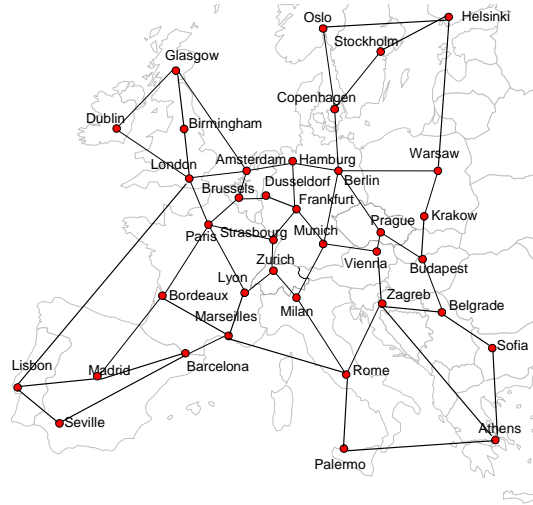 Oslo
Helsinki
Stockholm
Glasgow
Copenhagen
Dublin
Birmingham
London
Amsterdam
Hamburg
Warsaw
Berlin
Brussels
Dusseldorf
Frankfurt
Krakow
Paris
Strasbourg
Munich
Prague
Zurich
Vienna
Budapest
Lyon
Bordeaux
Milan
Zagreb
Belgrade
Marseilles
Sofia
Lisbon
Madrid
Barcelona
Rome
Seville
Athens
Palermo